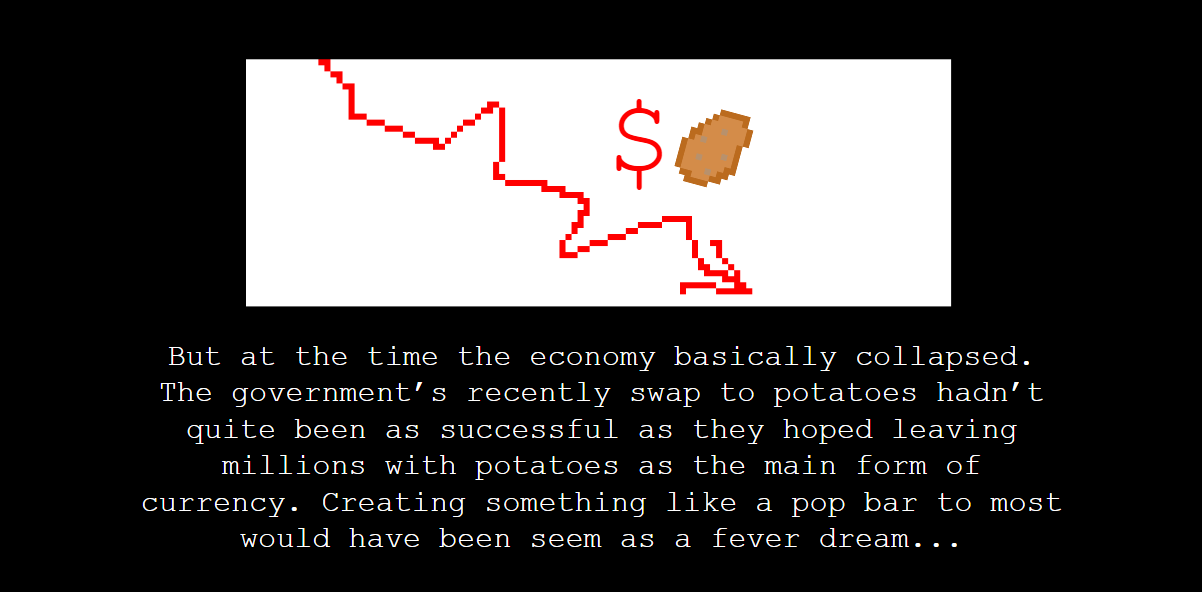 $
But at the time the economy basically collapsed.
The government’s recently swap to potatoes hadn’t
quite been as successful as they hoped leaving
millions with potatoes as the main form of
currency. Creating something like a pop bar to most
would have been seem as a fever dream...